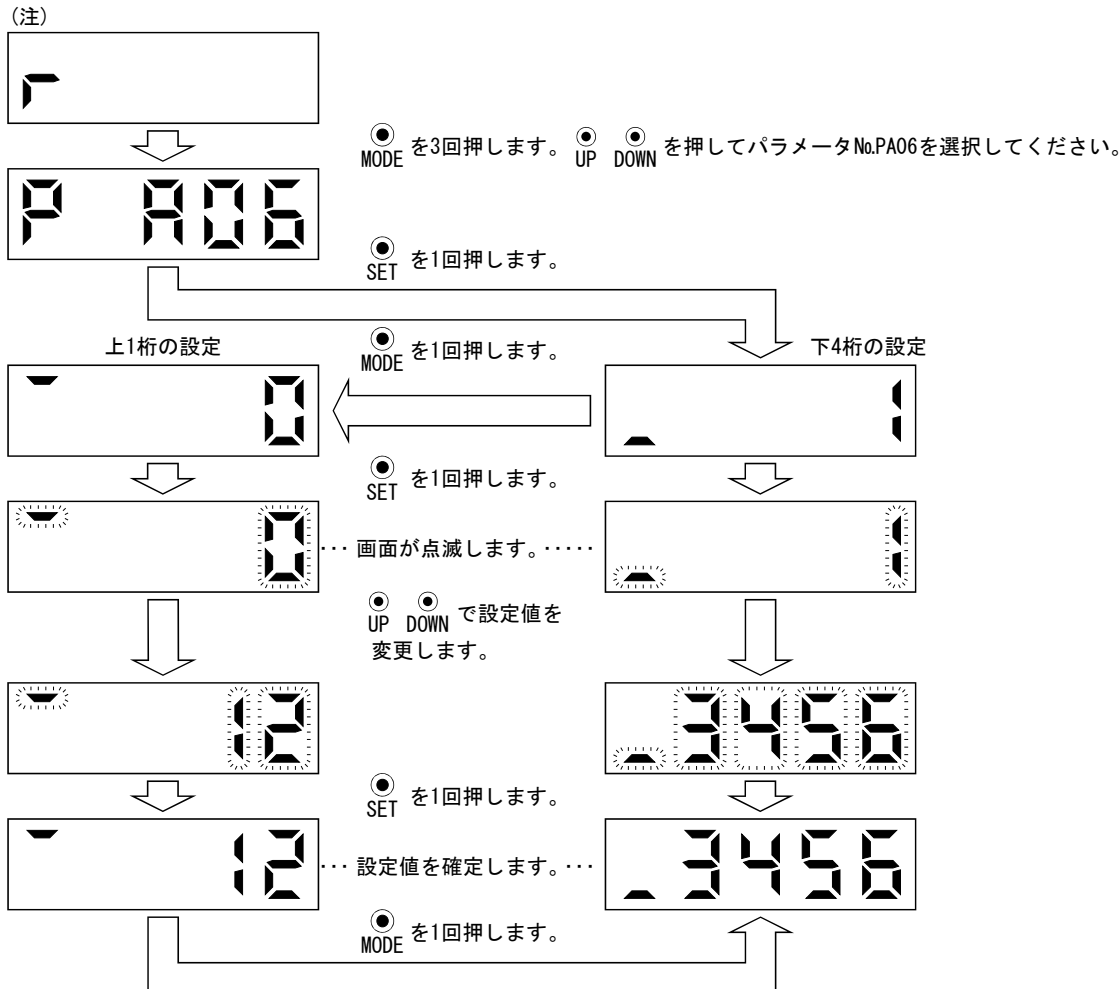 （注）
r
MODE を3回押します。 UP DOWN を押してパラメータ№PA06を選択してください。
P A06
SET を1回押します。
上1桁の設定
MODE を1回押します。
下4桁の設定
0
1
SET を1回押します。
0
･･･ 画面が点滅します。･････
1
UP DOWN で設定値を
変更します。
12
_3456
SET を1回押します。
12
･･･ 設定値を確定します。･･･
_3456
MODE を1回押します。